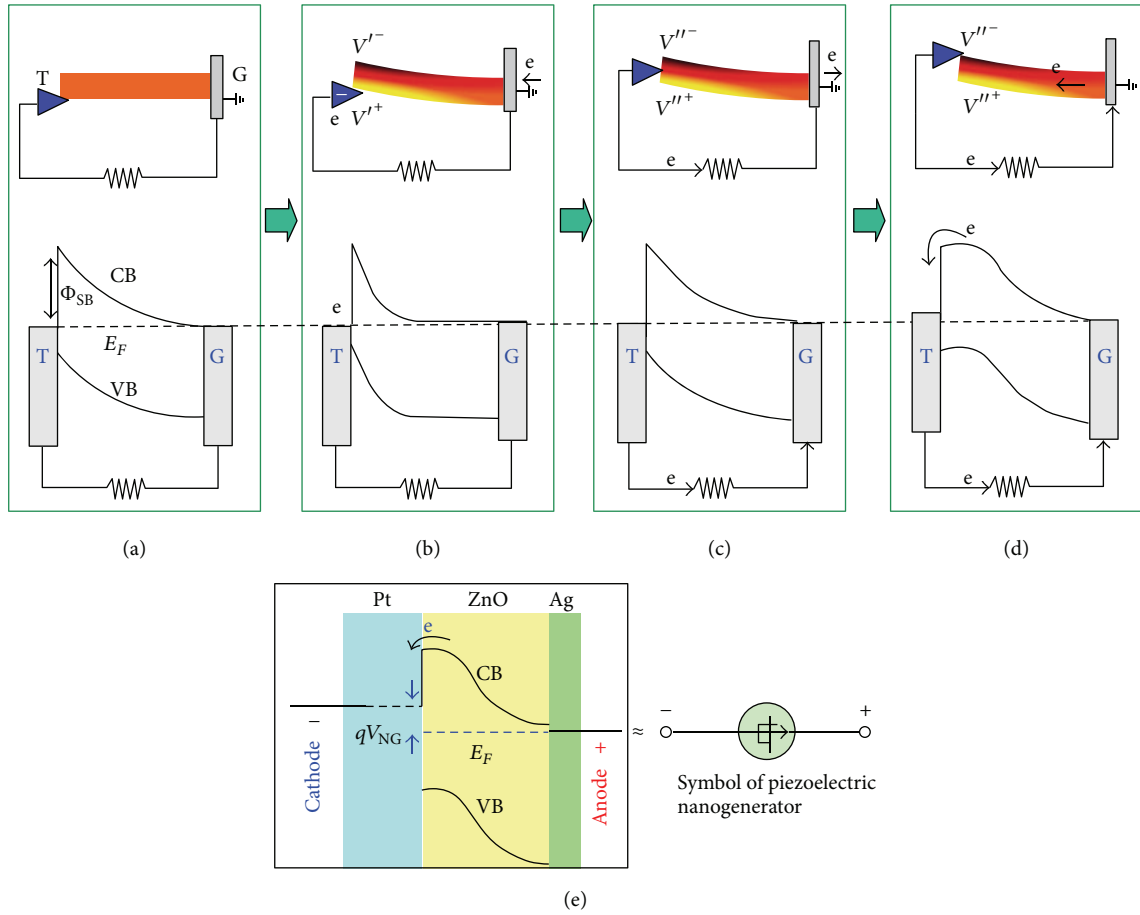 T
G
Φ_SB
CB
E_F
VB
T
G
(a)
V′−
e
e
V′+
e
T
G
(b)
V″−
e
V″+
e
T
G
e
(c)
V″−
e
V″+
e
e
T
G
e
(d)
Pt ZnO Ag
e
CB
−
qV_NG
E_F
Cathode
Anode +
VB
≈
− +
Symbol of piezoelectric
nanogenerator
(e)